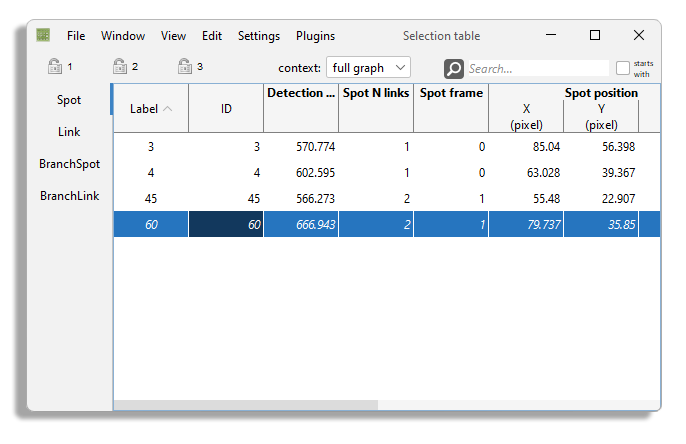 File Window View Edit Settings Plugins Selection table
1 2 3 context: full graph Search... starts with
Spot
Link
BranchSpot
BranchLink
Label ID Detection ... Spot N links Spot frame Spot position
X (pixel) Y (pixel)
3 3 570.774 1 0 85.04 56.398
4 4 602.595 1 0 63.028 39.367
45 45 566.273 2 1 55.48 22.907
60 60 666.943 2 1 79.737 35.85